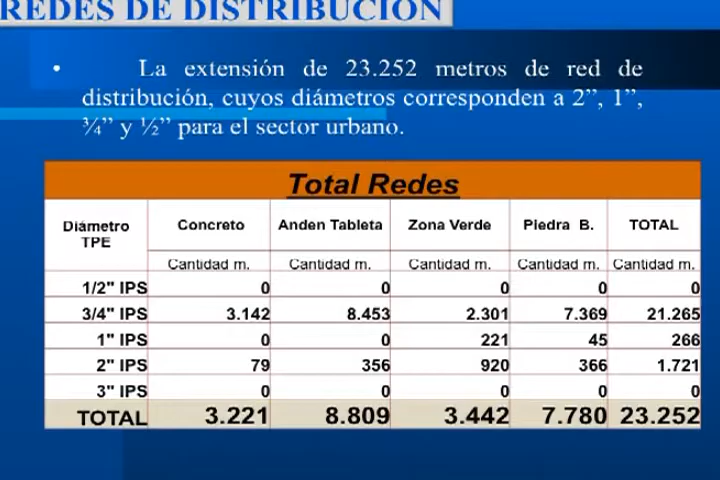 REDES DE DISTRIBUCIÓN
• La extensión de 23.252 metros de red de
distribución, cuyos diámetros corresponden a 2”, 1”,
¾” y ½” para el sector urbano.
Total Redes
Diámetro TPE Concreto Anden Tableta Zona Verde Piedra B. TOTAL
Cantidad m. Cantidad m. Cantidad m. Cantidad m. Cantidad m.
1/2" IPS 0 0 0 0 0
3/4" IPS 3.142 8.453 2.301 7.369 21.265
1" IPS 0 0 221 45 266
2" IPS 79 356 920 366 1.721
3" IPS 0 0 0 0 0
TOTAL 3.221 8.809 3.442 7.780 23.252